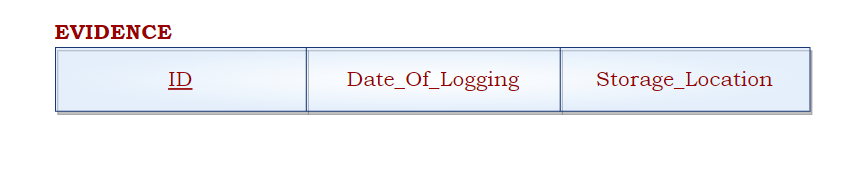 EVIDENCE
ID Date_Of_Logging Storage_Location